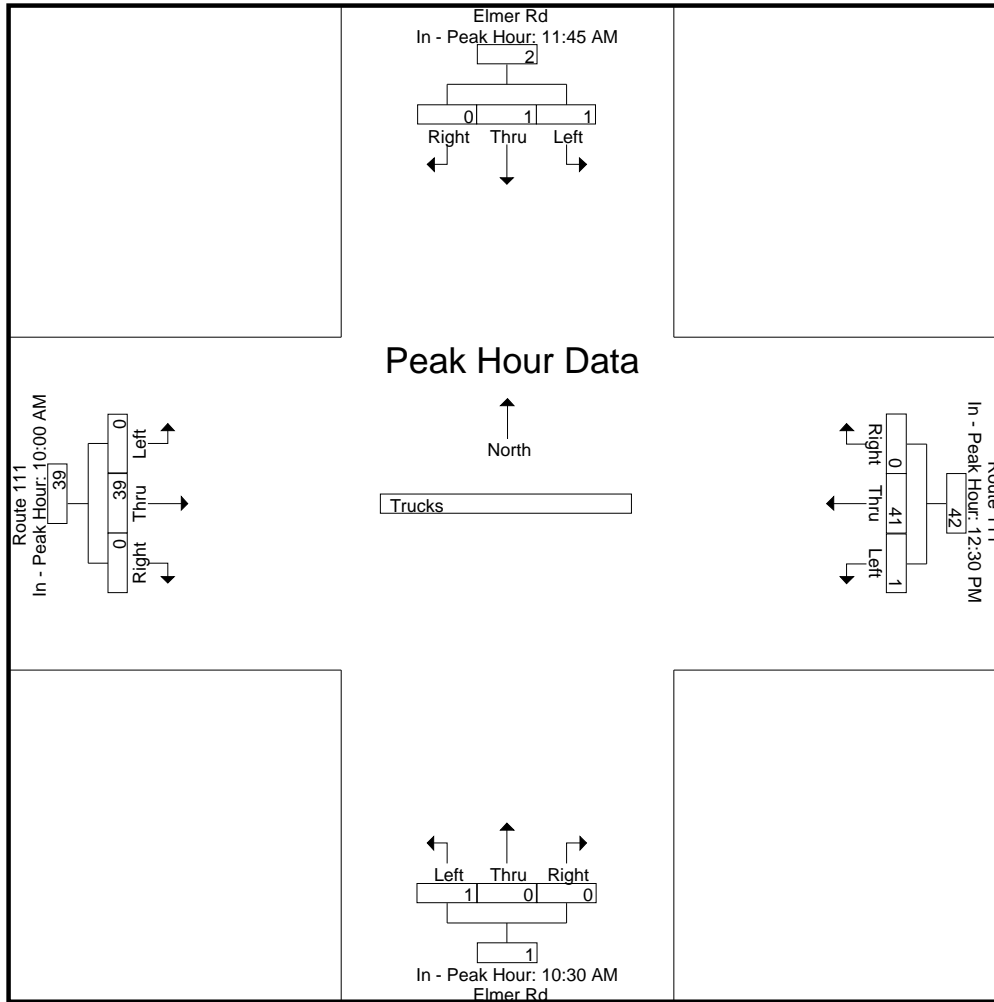 Elmer Rd
In - Peak Hour: 11:45 AM
2
0 1 1
Right Thru Left
Peak Hour Data
North
Trucks
Route 111
In - Peak Hour: 10:00 AM
39
0 39 0
Left Thru Right
Route 111
In - Peak Hour: 12:30 PM
42
0 41 1
Right Thru Left
Left Thru Right
1 0 0
1
In - Peak Hour: 10:30 AM
Elmer Rd